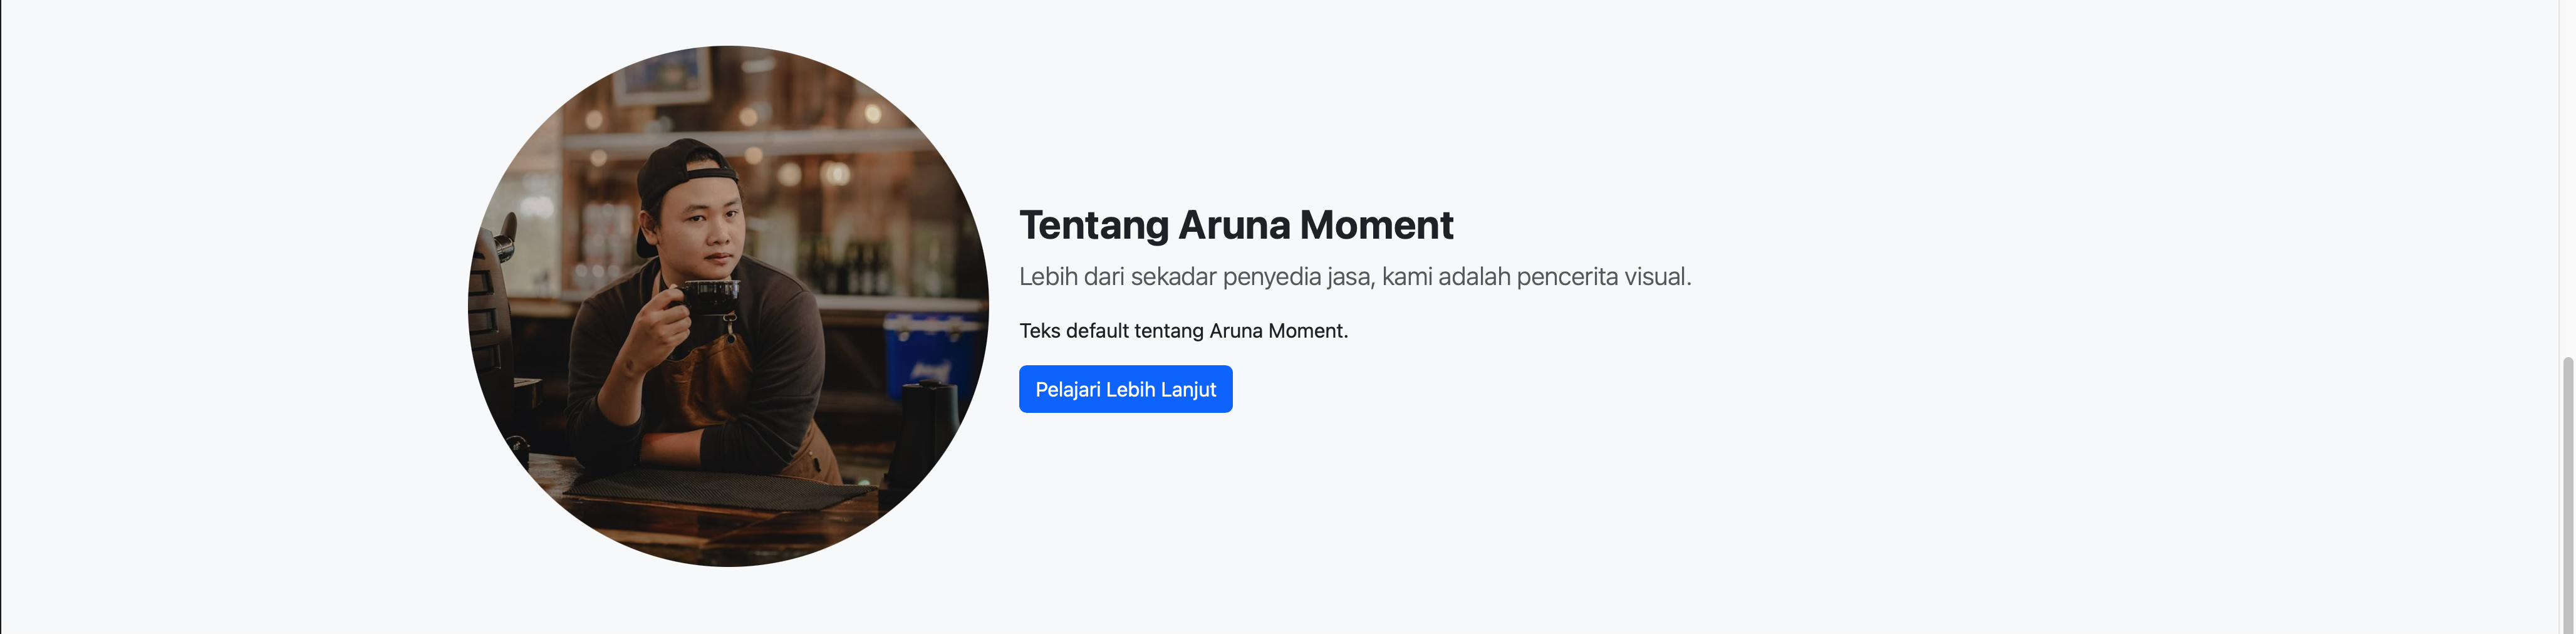 Tentang Aruna Moment
Lebih dari sekadar penyedia jasa, kami adalah pencerita visual.
Teks default tentang Aruna Moment.
Pelajari Lebih Lanjut